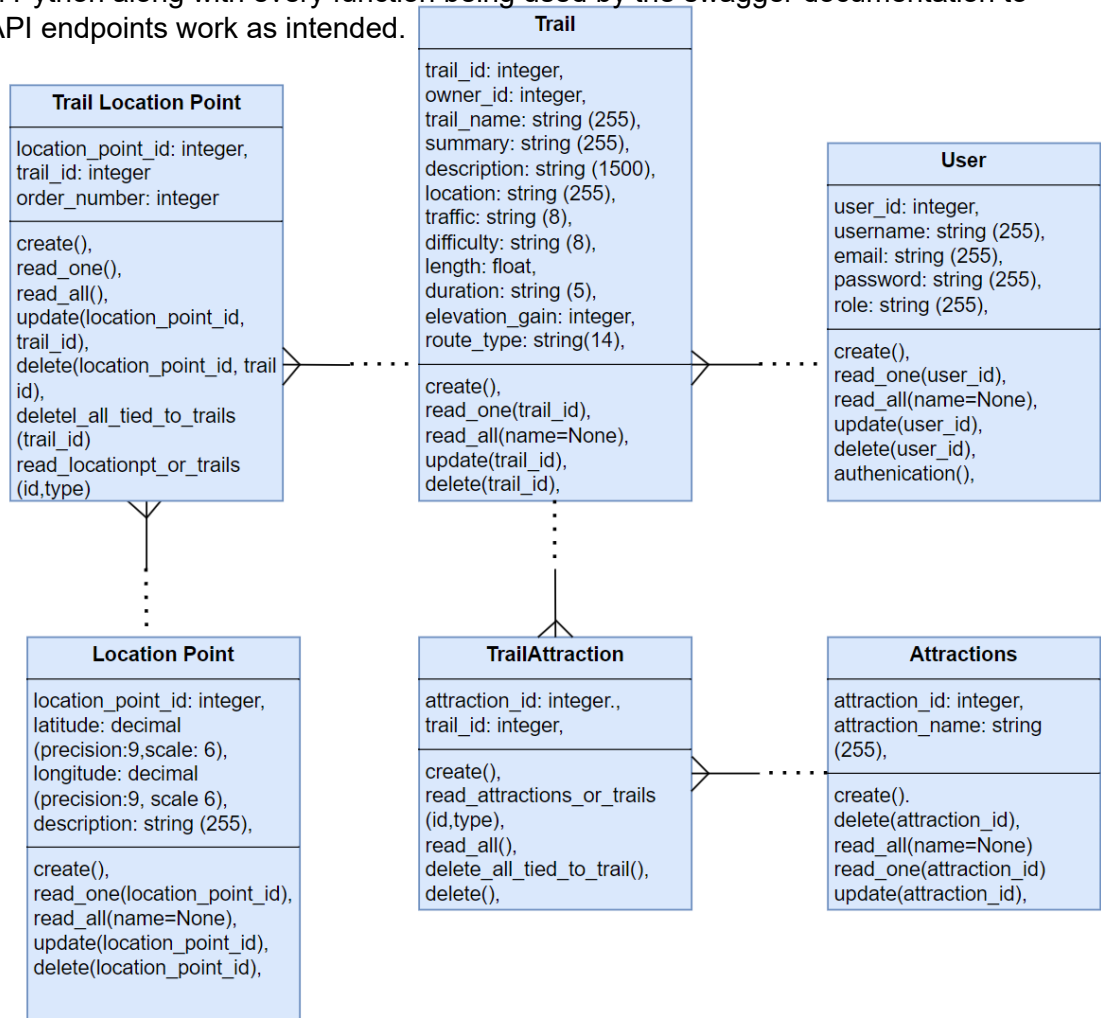 Python along with every function being used by the swagger documentation to
API endpoints work as intended.
Trail
trail_id: integer,
owner_id: integer,
trail_name: string (255),
summary: string (255),
description: string (1500),
location: string (255),
traffic: string (8),
difficulty: string (8),
length: float,
duration: string (5),
elevation_gain: integer,
route_type: string(14),
create(),
read_one(trail_id),
read_all(name=None),
update(trail_id),
delete(trail_id),
Trail Location Point
location_point_id: integer,
trail_id: integer
order_number: integer
create(),
read_one(),
read_all(),
update(location_point_id,
trail_id),
delete(location_point_id, trail
id),
deletel_all_tied_to_trails
(trail_id)
read_locationpt_or_trails
(id,type)
User
user_id: integer,
username: string (255),
email: string (255),
password: string (255),
role: string (255),
create(),
read_one(user_id),
read_all(name=None),
update(user_id),
delete(user_id),
authenication(),
Location Point
location_point_id: integer,
latitude: decimal
(precision:9,scale: 6),
longitude: decimal
(precision:9, scale 6),
description: string (255),
create(),
read_one(location_point_id),
read_all(name=None),
update(location_point_id),
delete(location_point_id),
TrailAttraction
attraction_id: integer.,
trail_id: integer,
create(),
read_attractions_or_trails
(id,type),
read_all(),
delete_all_tied_to_trail(),
delete(),
Attractions
attraction_id: integer,
attraction_name: string
(255),
create().
delete(attraction_id),
read_all(name=None)
read_one(attraction_id)
update(attraction_id),